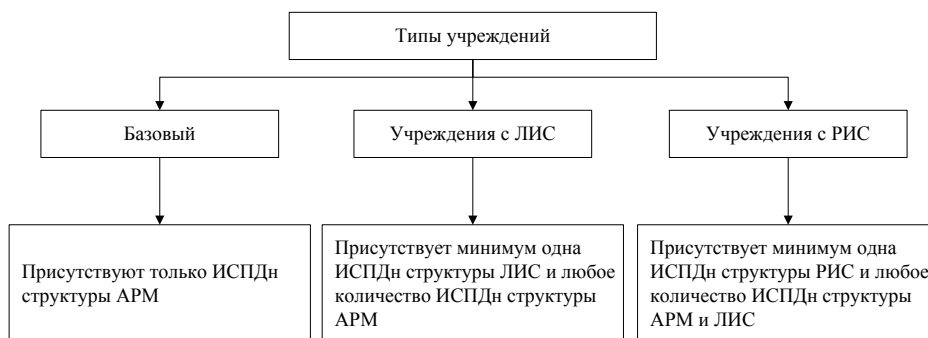 Типы учреждений
Базовый
Учреждения с ЛИС
Учреждения с РИС
Присутствуют только ИСПДн
структуры АРМ
Присутствует минимум одна
ИСПДн структуры ЛИС и любое
количество ИСПДн структуры
АРМ
Присутствует минимум одна
ИСПДн структуры РИС и любое
количество ИСПДн структуры
АРМ и ЛИС